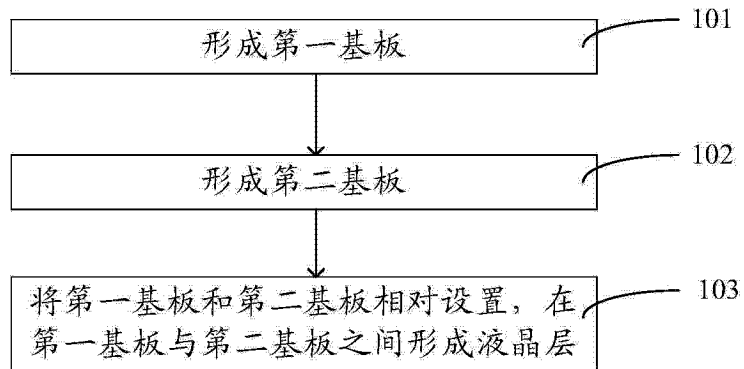 形成第一基板
101
形成第二基板
102
将第一基板和第二基板相对设置，在
第一基板与第二基板之间形成液晶层
103